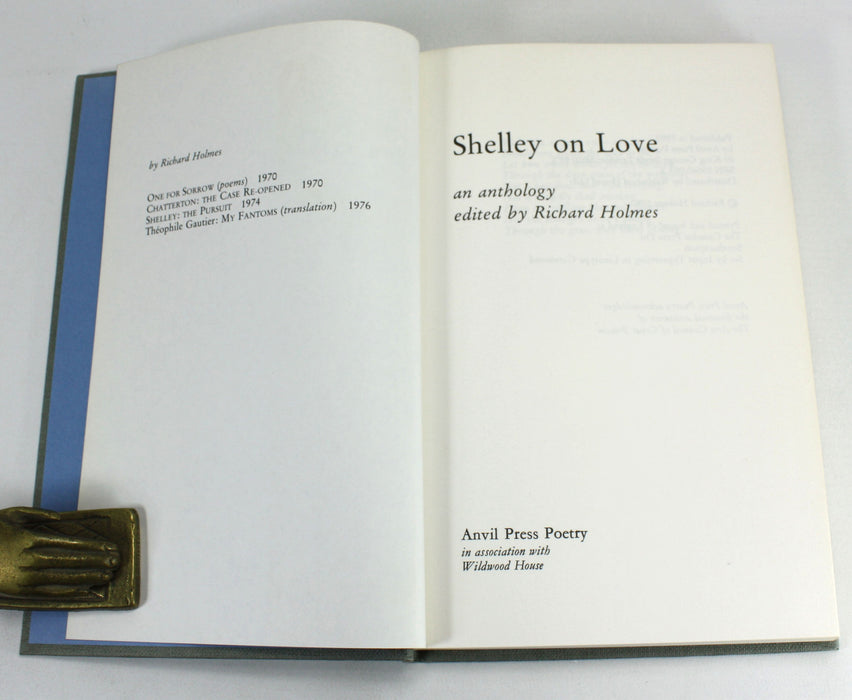 by Richard Holmes
ONE FOR SORROW (poems) 1970
CHATTERTON: THE CASE RE-OPENED 1970
SHELLEY: THE PURSUIT 1974
Théophile Gautier: MY FANTOMS (translation) 1976
Shelley on Love
an anthology
edited by Richard Holmes
Anvil Press Poetry
in association with
Wildwood House